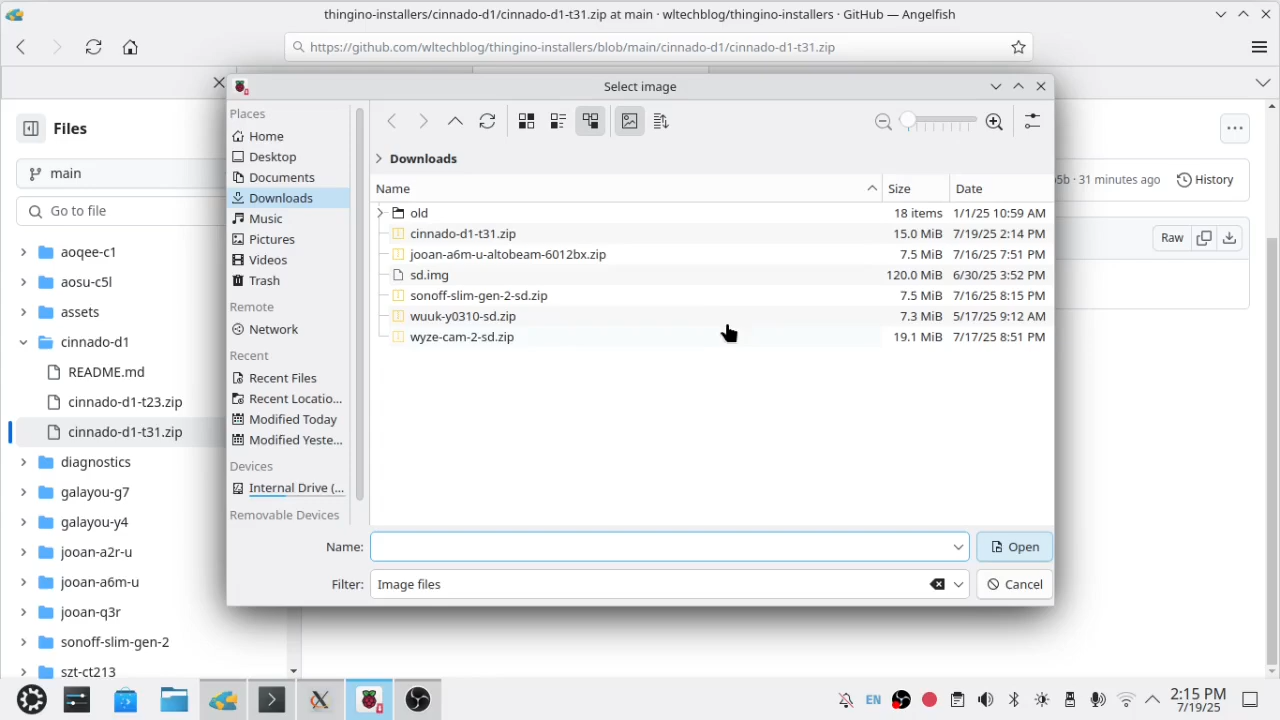 thingino-installers/cinnado-d1/cinnado-d1-t31.zip at main · wltechblog/thingino-installers · GitHub — Angelfish
https://github.com/wltechblog/thingino-installers/blob/main/cinnado-d1/cinnado-d1-t31.zip
Select image
Files
main
Go to file
aoqee-c1
aosu-c5l
assets
cinnado-d1
README.md
cinnado-d1-t23.zip
cinnado-d1-t31.zip
diagnostics
galayou-g7
galayou-y4
jooan-a2r-u
jooan-a6m-u
jooan-q3r
sonoff-slim-gen-2
szt-ct213
Places
Home
Desktop
Documents
Downloads
Music
Pictures
Videos
Trash
Remote
Network
Recent
Recent Files
Recent Locatio...
Modified Today
Modified Yeste...
Devices
Internal Drive (...
Removable Devices
Downloads
Name Size Date
old 18 items 1/1/25 10:59 AM
cinnado-d1-t31.zip 15.0 MiB 7/19/25 2:14 PM
jooan-a6m-u-altobeam-6012bx.zip 7.5 MiB 7/16/25 7:51 PM
sd.img 120.0 MiB 6/30/25 3:52 PM
sonoff-slim-gen-2-sd.zip 7.5 MiB 7/16/25 8:15 PM
wuuk-y0310-sd.zip 7.3 MiB 5/17/25 9:12 AM
wyze-cam-2-sd.zip 19.1 MiB 7/17/25 8:51 PM
Name:
Open
Filter: Image files
Cancel
5b · 31 minutes ago
History
Raw
EN
2:15 PM
7/19/25